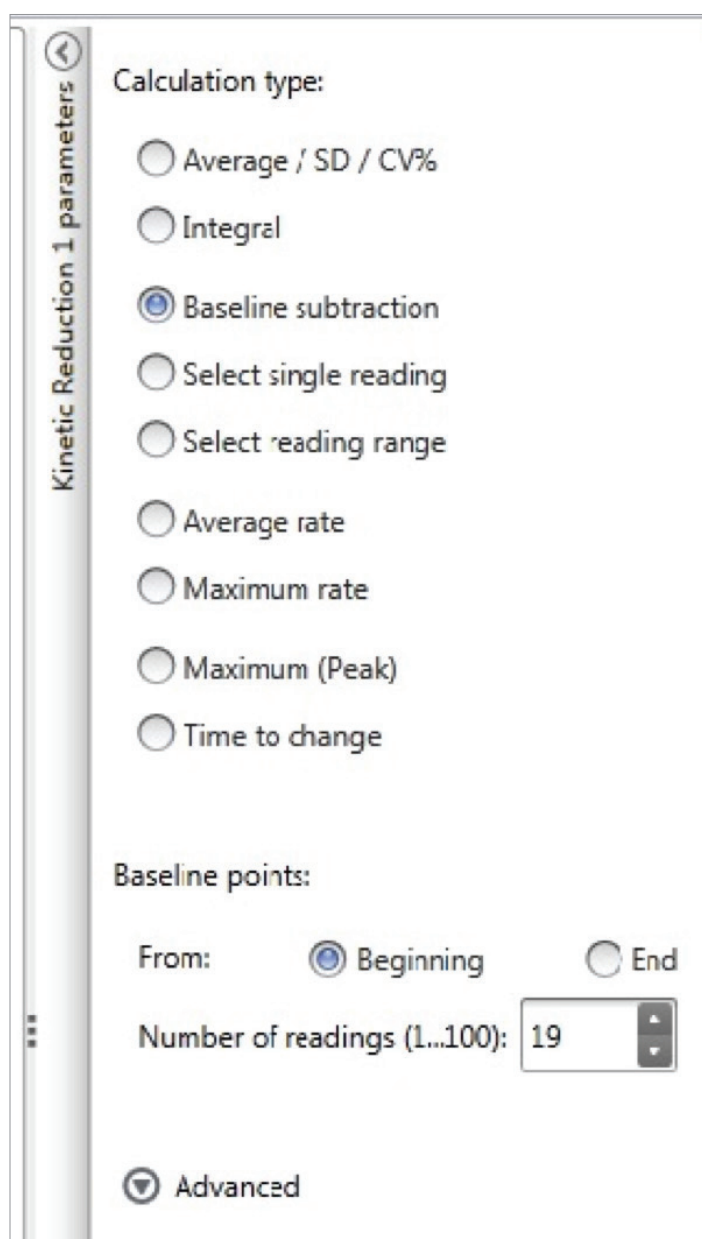 Kinetic Reduction 1 parameters
Calculation type:
Average / SD / CV%
Integral
Baseline subtraction
Select single reading
Select reading range
Average rate
Maximum rate
Maximum (Peak)
Time to change
Baseline points:
From: Beginning End
Number of readings (1...100): 19
Advanced